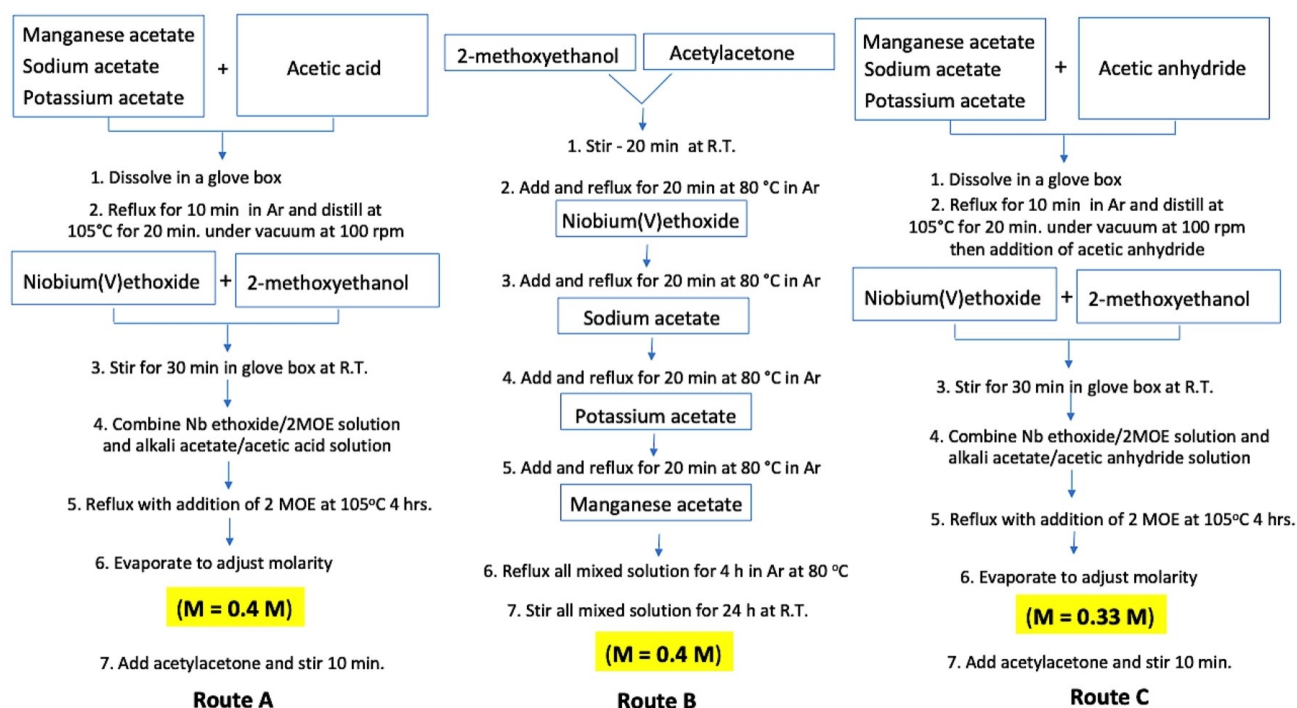 Manganese acetate
Sodium acetate
Potassium acetate
+
Acetic acid
1. Dissolve in a glove box
2. Reflux for 10 min in Ar and distill at
105°C for 20 min. under vacuum at 100 rpm
Niobium(V)ethoxide
+
2-methoxyethanol
3. Stir for 30 min in glove box at R.T.
4. Combine Nb ethoxide/2MOE solution
and alkali acetate/acetic acid solution
5. Reflux with addition of 2 MOE at 105ºC 4 hrs.
6. Evaporate to adjust molarity
(M = 0.4 M)
7. Add acetylacetone and stir 10 min.
Route A
2-methoxyethanol
Acetylacetone
1. Stir - 20 min at R.T.
2. Add and reflux for 20 min at 80 °C in Ar
Niobium(V)ethoxide
3. Add and reflux for 20 min at 80 °C in Ar
Sodium acetate
4. Add and reflux for 20 min at 80 °C in Ar
Potassium acetate
5. Add and reflux for 20 min at 80 °C in Ar
Manganese acetate
6. Reflux all mixed solution for 4 h in Ar at 80 ºC
7. Stir all mixed solution for 24 h at R.T.
(M = 0.4 M)
Route B
Manganese acetate
Sodium acetate
Potassium acetate
+
Acetic anhydride
1. Dissolve in a glove box
2. Reflux for 10 min in Ar and distill at
105°C for 20 min. under vacuum at 100 rpm
then addition of acetic anhydride
Niobium(V)ethoxide
+
2-methoxyethanol
3. Stir for 30 min in glove box at R.T.
4. Combine Nb ethoxide/2MOE solution and
alkali acetate/acetic anhydride solution
5. Reflux with addition of 2 MOE at 105ºC 4 hrs.
6. Evaporate to adjust molarity
(M = 0.33 M)
7. Add acetylacetone and stir 10 min.
Route C